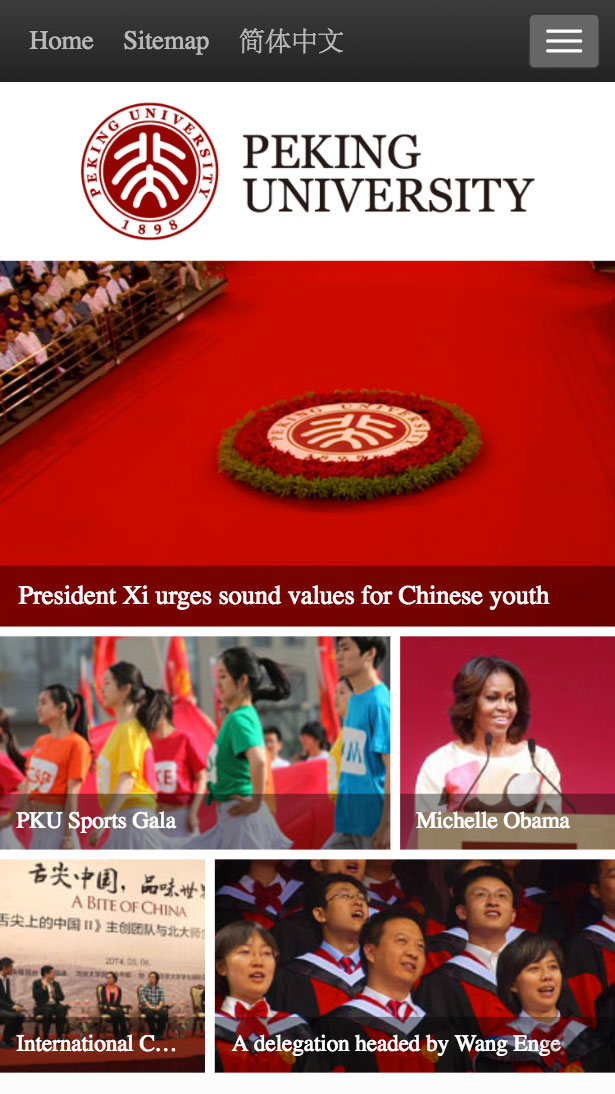 Home Sitemap 简体中文
PEKING UNIVERSITY
1898
PEKING
UNIVERSITY
PEKING UNIVERSITY
President Xi urges sound values for Chinese youth
PKU Sports Gala
Michelle Obama
舌尖中国，品味世
A BITE OF CHINA
舌尖上的中国 II》主创团队与北大师
2014.03.06.
International C...
A delegation headed by Wang Enge